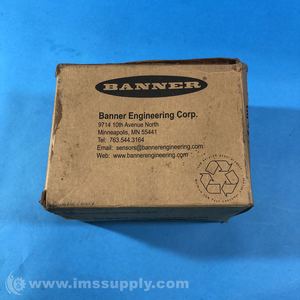 BANNER
Banner Engineering Corp.
9714 10th Avenue North
Minneapolis, MN 55441
Tel: 763.544.3164
Email: sensors@bannerengineering.com
Web: www.bannerengineering.com
© www.imssupply.com